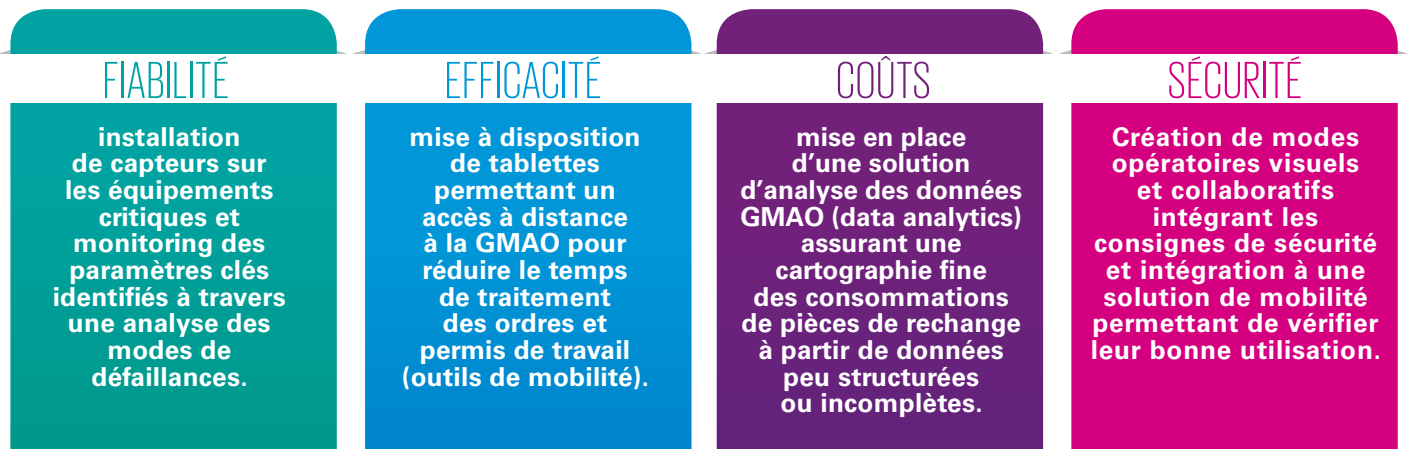 FIABILITÉ
installation
de capteurs sur
les équipements
critiques et
monitoring des
paramètres clés
identifiés à travers
une analyse des
modes de
défaillances.
EFFICACITÉ
mise à disposition
de tablettes
permettant un
accès à distance
à la GMAO pour
réduire le temps
de traitement
des ordres et
permis de travail
(outils de mobilité).
COÛTS
mise en place
d’une solution
d’analyse des données
GMAO (data analytics)
assurant une
cartographie fine
des consommations
de pièces de rechange
à partir de données
peu structurées
ou incomplètes.
SÉCURITÉ
Création de modes
opératoires visuels
et collaboratifs
intégrant les
consignes de sécurité
et intégration à une
solution de mobilité
permettant de vérifier
leur bonne utilisation.